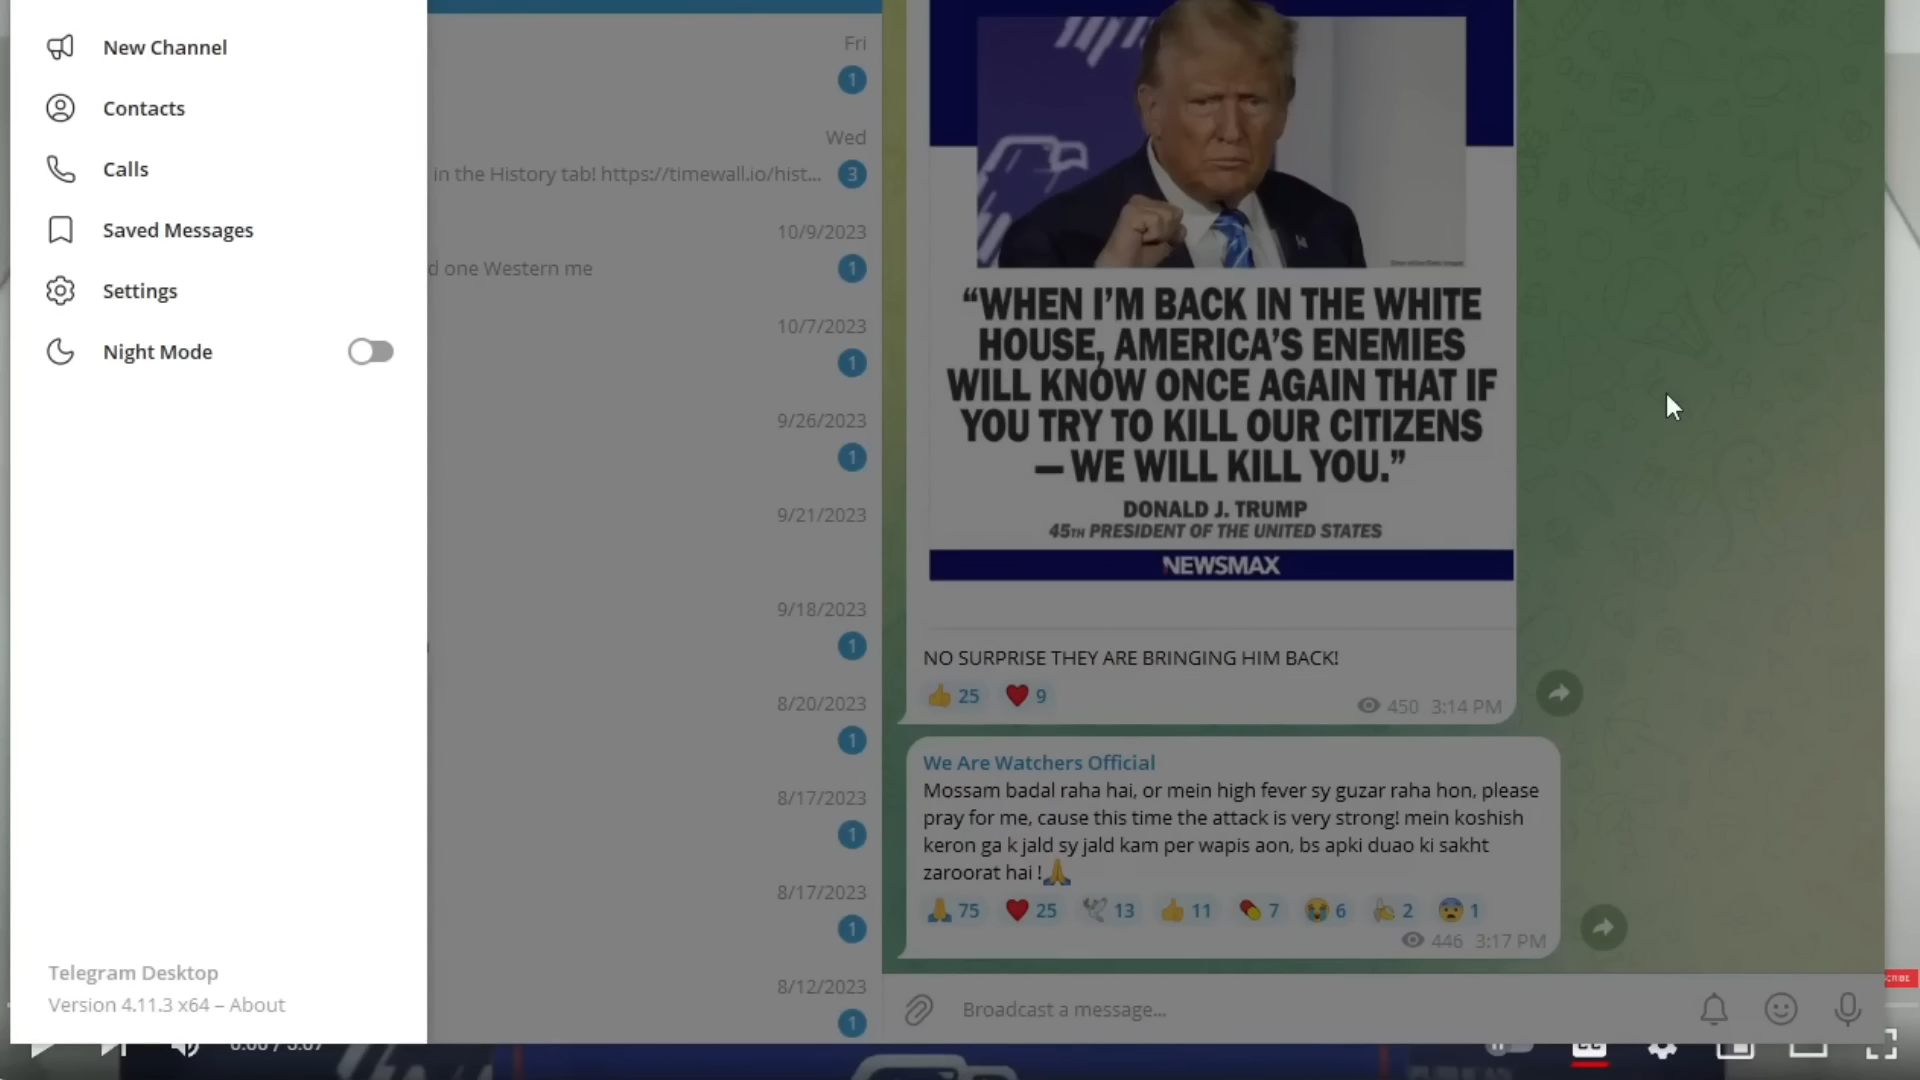 New Channel
Contacts
Calls
Saved Messages
Settings
Night Mode
Telegram Desktop
Version 4.11.3 x64 – About
Fri
1
Wed
in the History tab! https://timewall.io/hist...
3
10/9/2023
d one Western me
1
10/7/2023
1
9/26/2023
1
9/21/2023
9/18/2023
1
8/20/2023
1
8/17/2023
1
8/17/2023
1
8/12/2023
1
“WHEN I’M BACK IN THE WHITE
HOUSE, AMERICA’S ENEMIES
WILL KNOW ONCE AGAIN THAT IF
YOU TRY TO KILL OUR CITIZENS
— WE WILL KILL YOU.”
DONALD J. TRUMP
45TH PRESIDENT OF THE UNITED STATES
NEWSMAX
NO SURPRISE THEY ARE BRINGING HIM BACK!
👍 25 ❤️ 9
450 3:14 PM
We Are Watchers Official
Mossam badal raha hai, or mein high fever sy guzar raha hon, please
pray for me, cause this time the attack is very strong! mein koshish
keron ga k jald sy jald kam per wapis aon, bs apki duao ki sakht
zaroorat hai !🙏
🙏 75 ❤️ 25 🕊 13 👍 11 💊 7 😭 6 🍌 2 😨 1
446 3:17 PM
Broadcast a message...